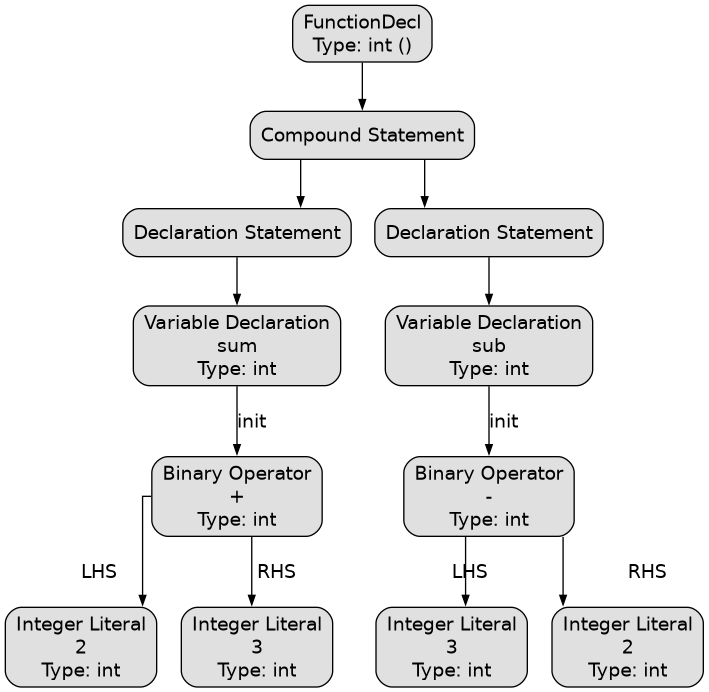 FunctionDecl
Type: int ()
Compound Statement
Declaration Statement
Declaration Statement
Variable Declaration
sum
Type: int
Variable Declaration
sub
Type: int
init
init
Binary Operator
+
Type: int
Binary Operator
-
Type: int
LHS
RHS
LHS
RHS
Integer Literal
2
Type: int
Integer Literal
3
Type: int
Integer Literal
3
Type: int
Integer Literal
2
Type: int